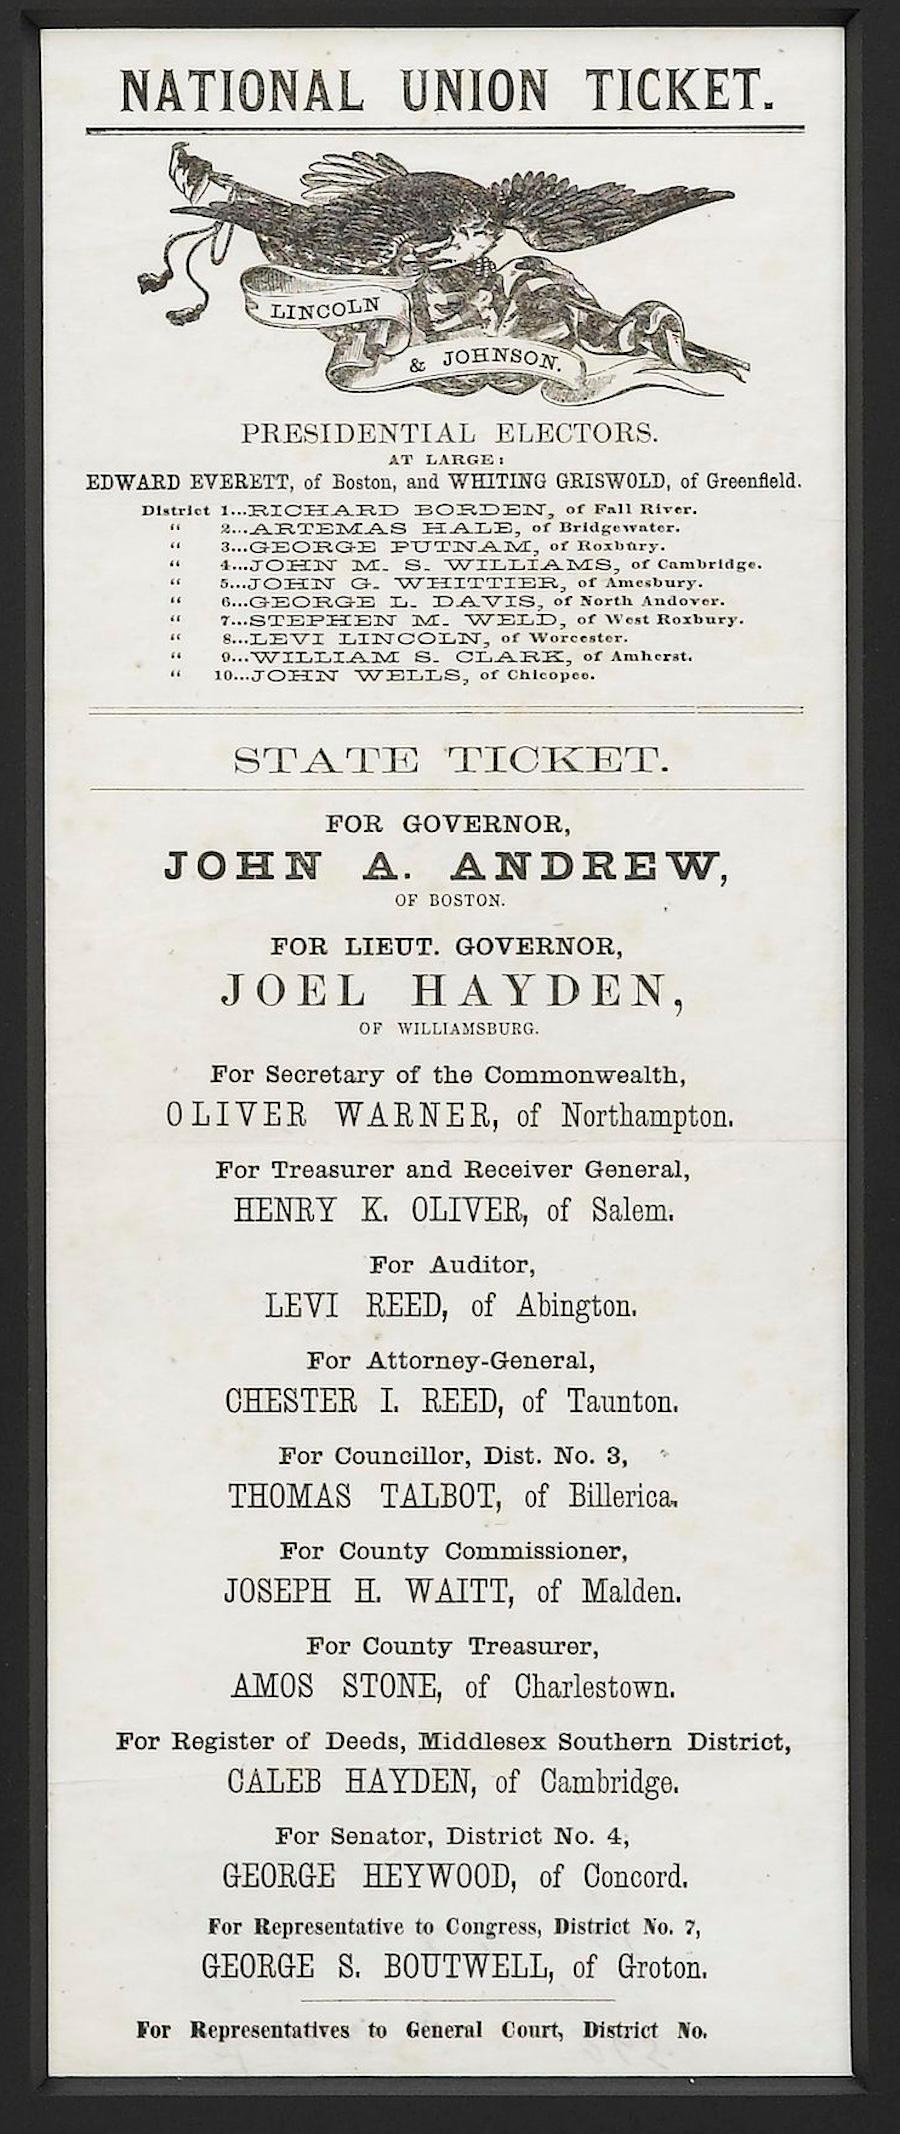 NATIONAL UNION TICKET.
LINCOLN
& JOHNSON.
PRESIDENTIAL ELECTORS.
AT LARGE:
EDWARD EVERETT, of Boston, and WHITING GRISWOLD, of Greenfield.
District 1...RICHARD BORDEN, of Fall River.
“ 2...ARTEMAS HALE, of Bridgewater.
“ 3...GEORGE PUTNAM, of Roxbury.
“ 4...JOHN M. S. WILLIAMS, of Cambridge.
“ 5...JOHN G. WHITTIER, of Amesbury.
“ 6...GEORGE L. DAVIS, of North Andover.
“ 7...STEPHEN M. WELD, of West Roxbury.
“ 8...LEVI LINCOLN, of Worcester.
“ 9...WILLIAM S. CLARK, of Amherst.
“ 10...JOHN WELLS, of Chicopee.
STATE TICKET.
FOR GOVERNOR,
JOHN A. ANDREW,
OF BOSTON.
FOR LIEUT. GOVERNOR,
JOEL HAYDEN,
OF WILLIAMSBURG.
For Secretary of the Commonwealth,
OLIVER WARNER, of Northampton.
For Treasurer and Receiver General,
HENRY K. OLIVER, of Salem.
For Auditor,
LEVI REED, of Abington.
For Attorney-General,
CHESTER I. REED, of Taunton.
For Councillor, Dist. No. 3,
THOMAS TALBOT, of Billerica.
For County Commissioner,
JOSEPH H. WAITT, of Malden.
For County Treasurer,
AMOS STONE, of Charlestown.
For Register of Deeds, Middlesex Southern District,
CALEB HAYDEN, of Cambridge.
For Senator, District No. 4,
GEORGE HEYWOOD, of Concord.
For Representative to Congress, District No. 7,
GEORGE S. BOUTWELL, of Groton.
For Representatives to General Court, District No.